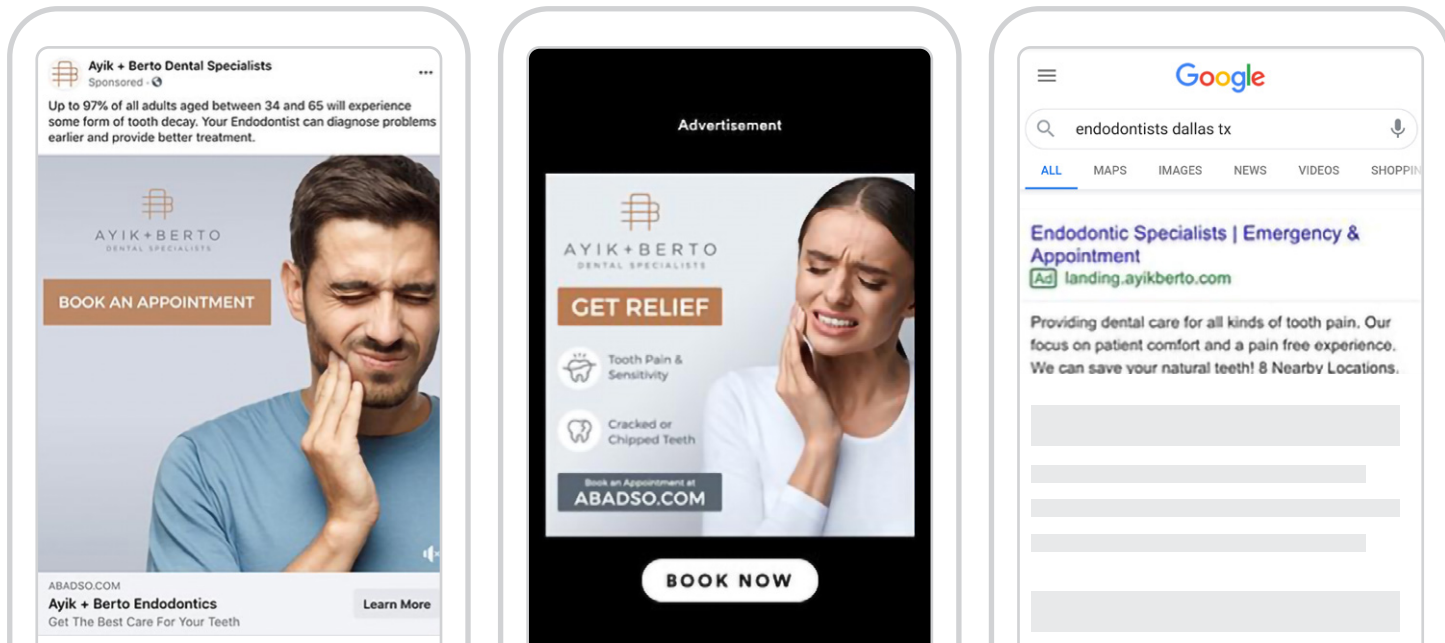 Ayik + Berto Dental Specialists
Sponsored ·
Up to 97% of all adults aged between 34 and 65 will experience
some form of tooth decay. Your Endodontist can diagnose problems
earlier and provide better treatment.
AYIK+BERTO
DENTAL SPECIALISTS
BOOK AN APPOINTMENT
ABADSO.COM
Ayik + Berto Endodontics
Get The Best Care For Your Teeth
Learn More
Advertisement
AYIK+BERTO
DENTAL SPECIALISTS
GET RELIEF
Tooth Pain &
Sensitivity
Cracked or
Chipped Teeth
Book an Appointment at
ABADSO.COM
BOOK NOW
Google
endodontists dallas tx
ALL MAPS IMAGES NEWS VIDEOS SHOPPIN
Endodontic Specialists | Emergency &
Appointment
Ad landing.ayikberto.com
Providing dental care for all kinds of tooth pain. Our
focus on patient comfort and a pain free experience.
We can save your natural teeth! 8 Nearby Locations.